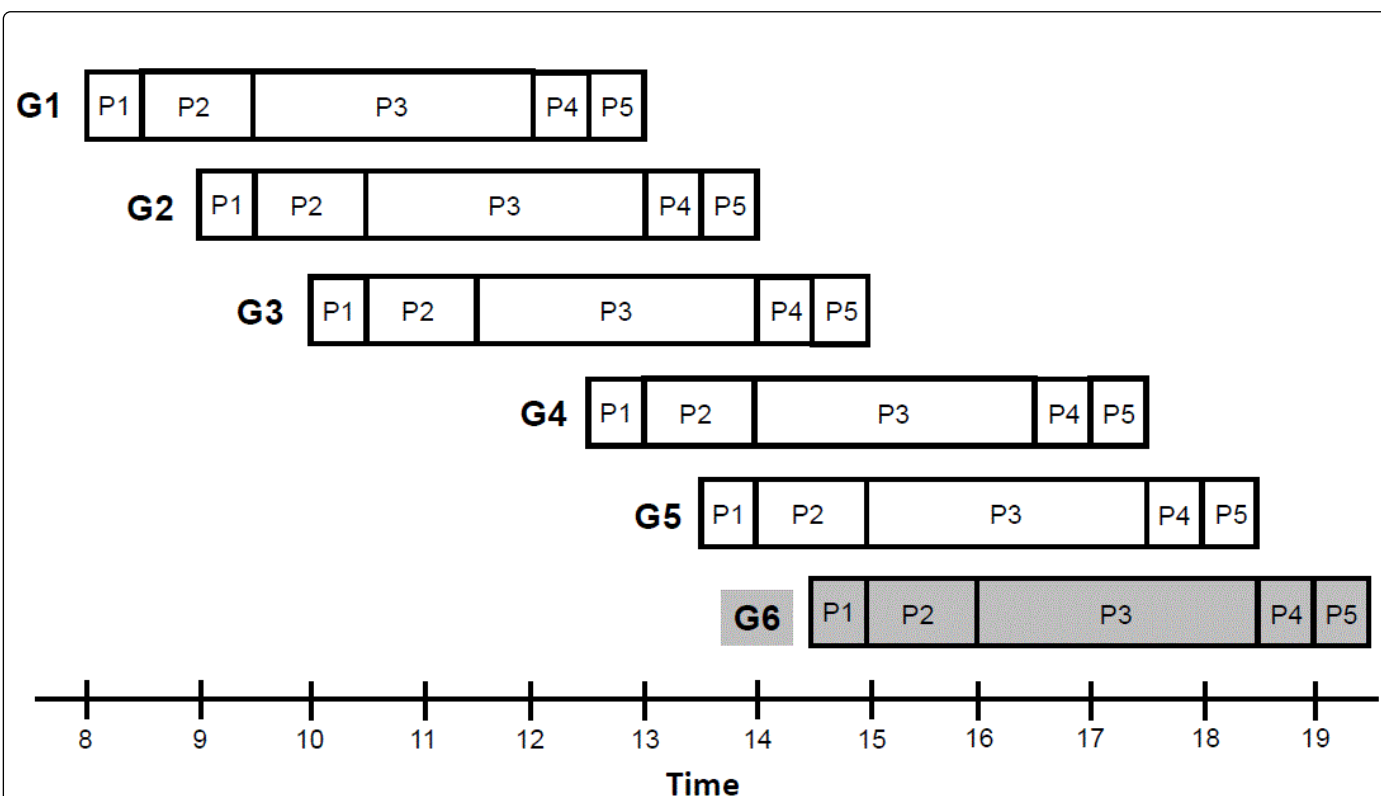 G1 P1 P2 P3 P4 P5
G2 P1 P2 P3 P4 P5
G3 P1 P2 P3 P4 P5
G4 P1 P2 P3 P4 P5
G5 P1 P2 P3 P4 P5
G6 P1 P2 P3 P4 P5
8 9 10 11 12 13 14 15 16 17 18 19
Time